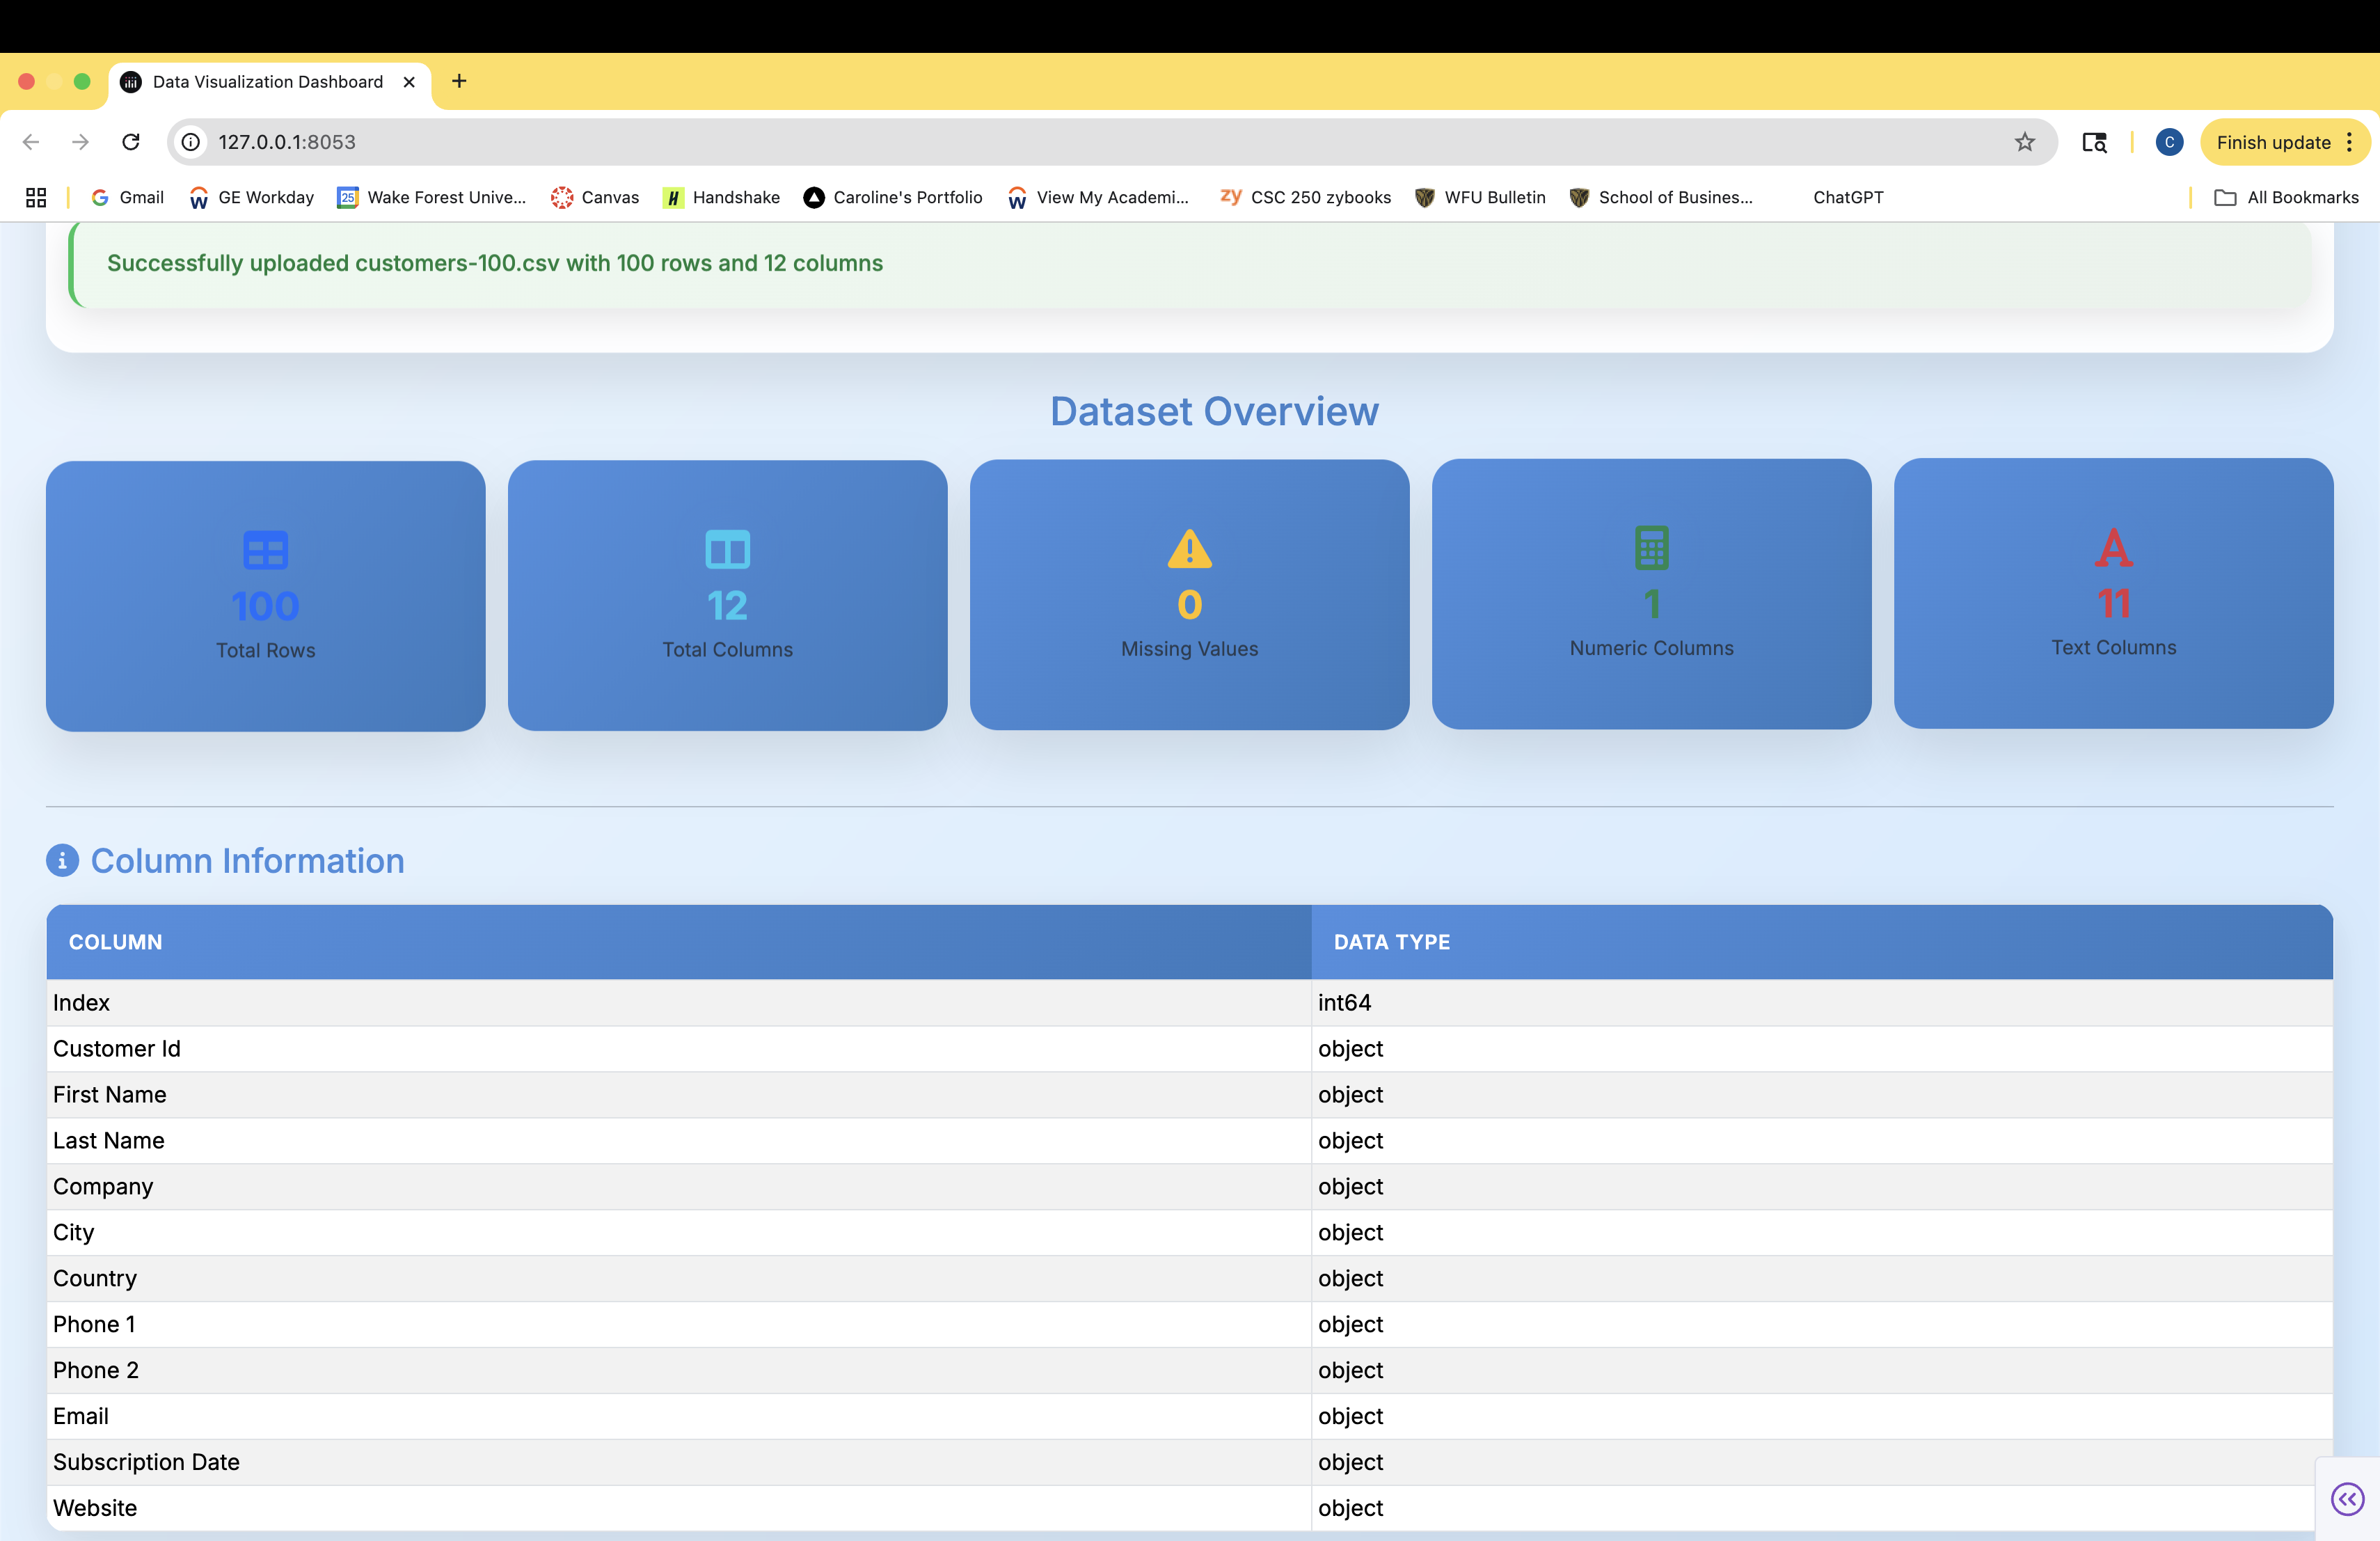 Data Visualization Dashboard
127.0.0.1:8053
C
Finish update
Gmail
GE Workday
25
Wake Forest Unive...
Canvas
H
Handshake
Caroline's Portfolio
View My Academi...
zy
CSC 250 zybooks
WFU Bulletin
School of Busines...
ChatGPT
All Bookmarks
Successfully uploaded customers-100.csv with 100 rows and 12 columns
Dataset Overview
100
Total Rows
12
Total Columns
0
Missing Values
1
Numeric Columns
11
Text Columns
Column Information
COLUMN DATA TYPE
Index int64
Customer Id object
First Name object
Last Name object
Company object
City object
Country object
Phone 1 object
Phone 2 object
Email object
Subscription Date object
Website object